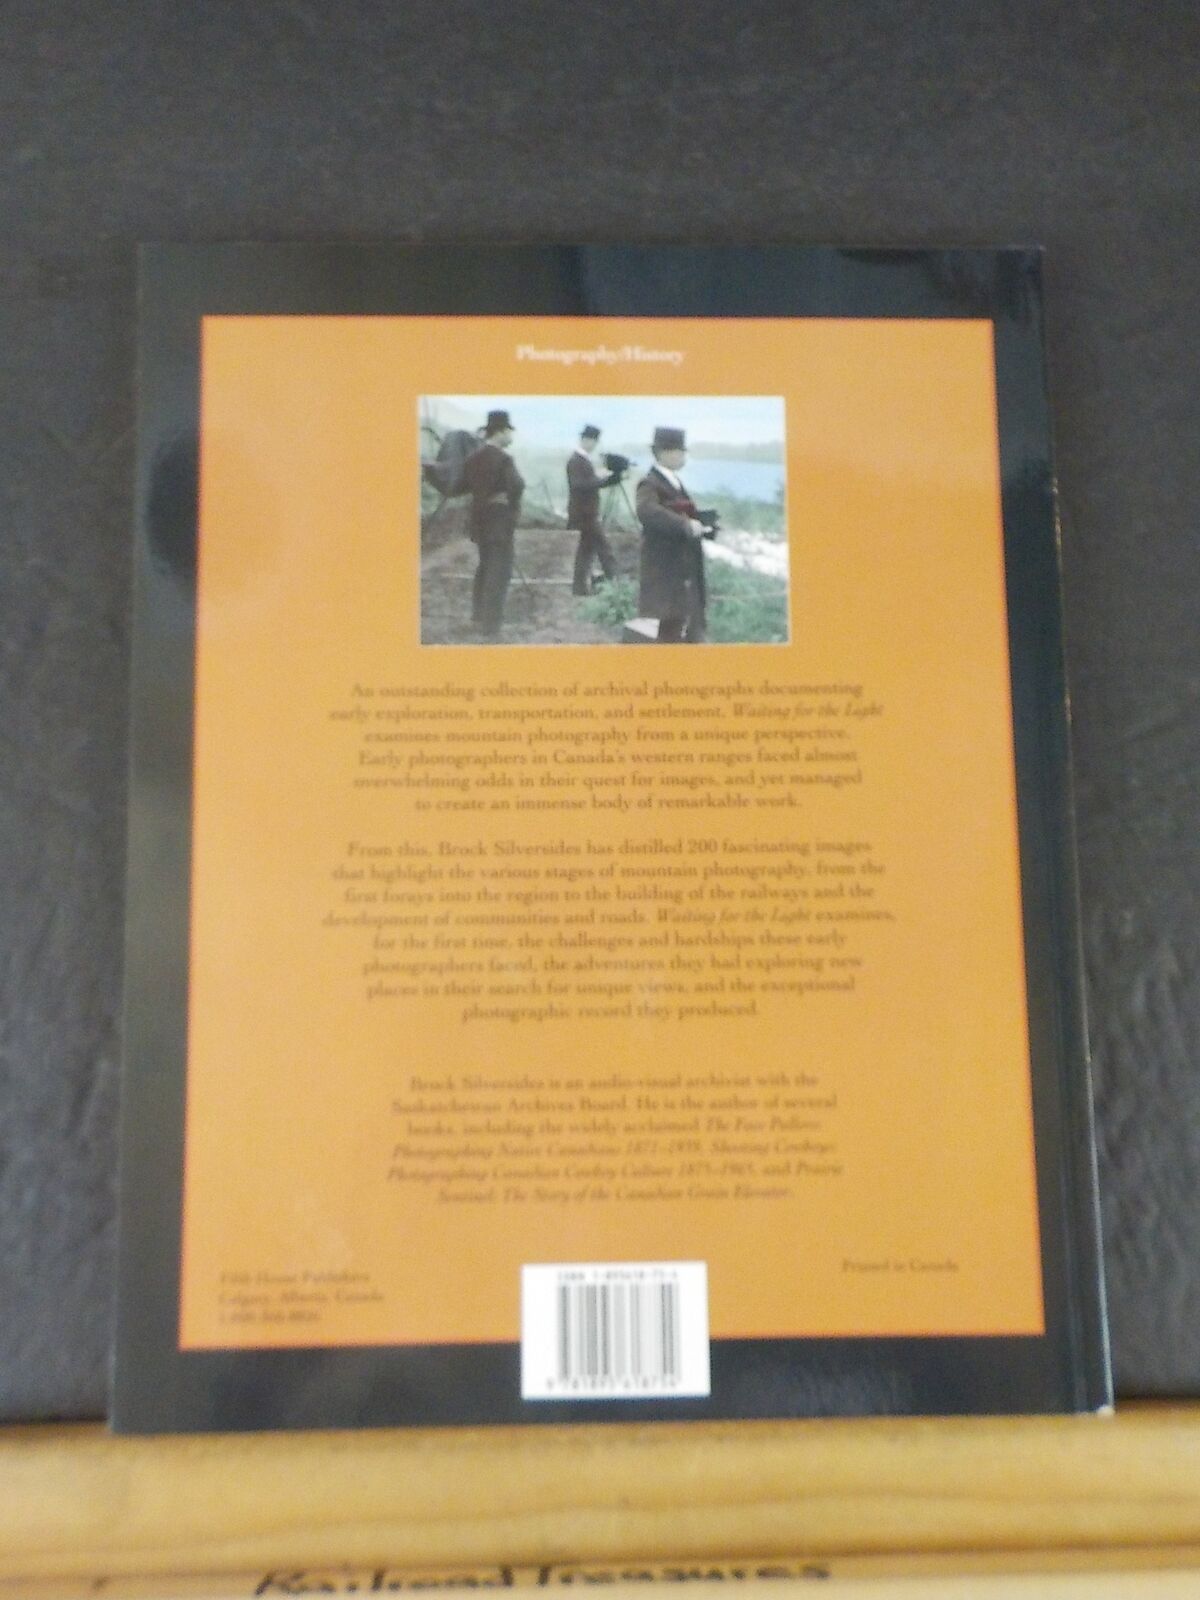 Photography/History
An outstanding collection of archival photographs documenting
early exploration, transportation, and settlement, Waiting for the Light
examines mountain photography from a unique perspective.
Early photographers in Canada's western ranges faced almost
overwhelming odds in their quest for images, and yet managed
to create an immense body of remarkable work.
From this, Brock Silversides has distilled 200 fascinating images
that highlight the various stages of mountain photography, from the
first forays into the region to the building of the railways and the
development of communities and roads. Waiting for the Light examines,
for the first time, the challenges and hardships these early
photographers faced, the adventures they had exploring new
places in their search for unique views, and the exceptional
photographic record they produced.
Brock Silversides is an audio-visual archivist with the
Saskatchewan Archives Board. He is the author of several
books, including the widely acclaimed The Face Pullers:
Photographing Native Canadians 1871–1939, Shooting Cowboys:
Photographing Canadian Cowboy Culture 1875–1965, and Prairie
Sentinel: The Story of the Canadian Grain Elevator.
Fifth House Publishers
Calgary, Alberta, Canada
Printed in Canada
ISBN 1-895618-75-
9 781895 618754
Railroad Treasures